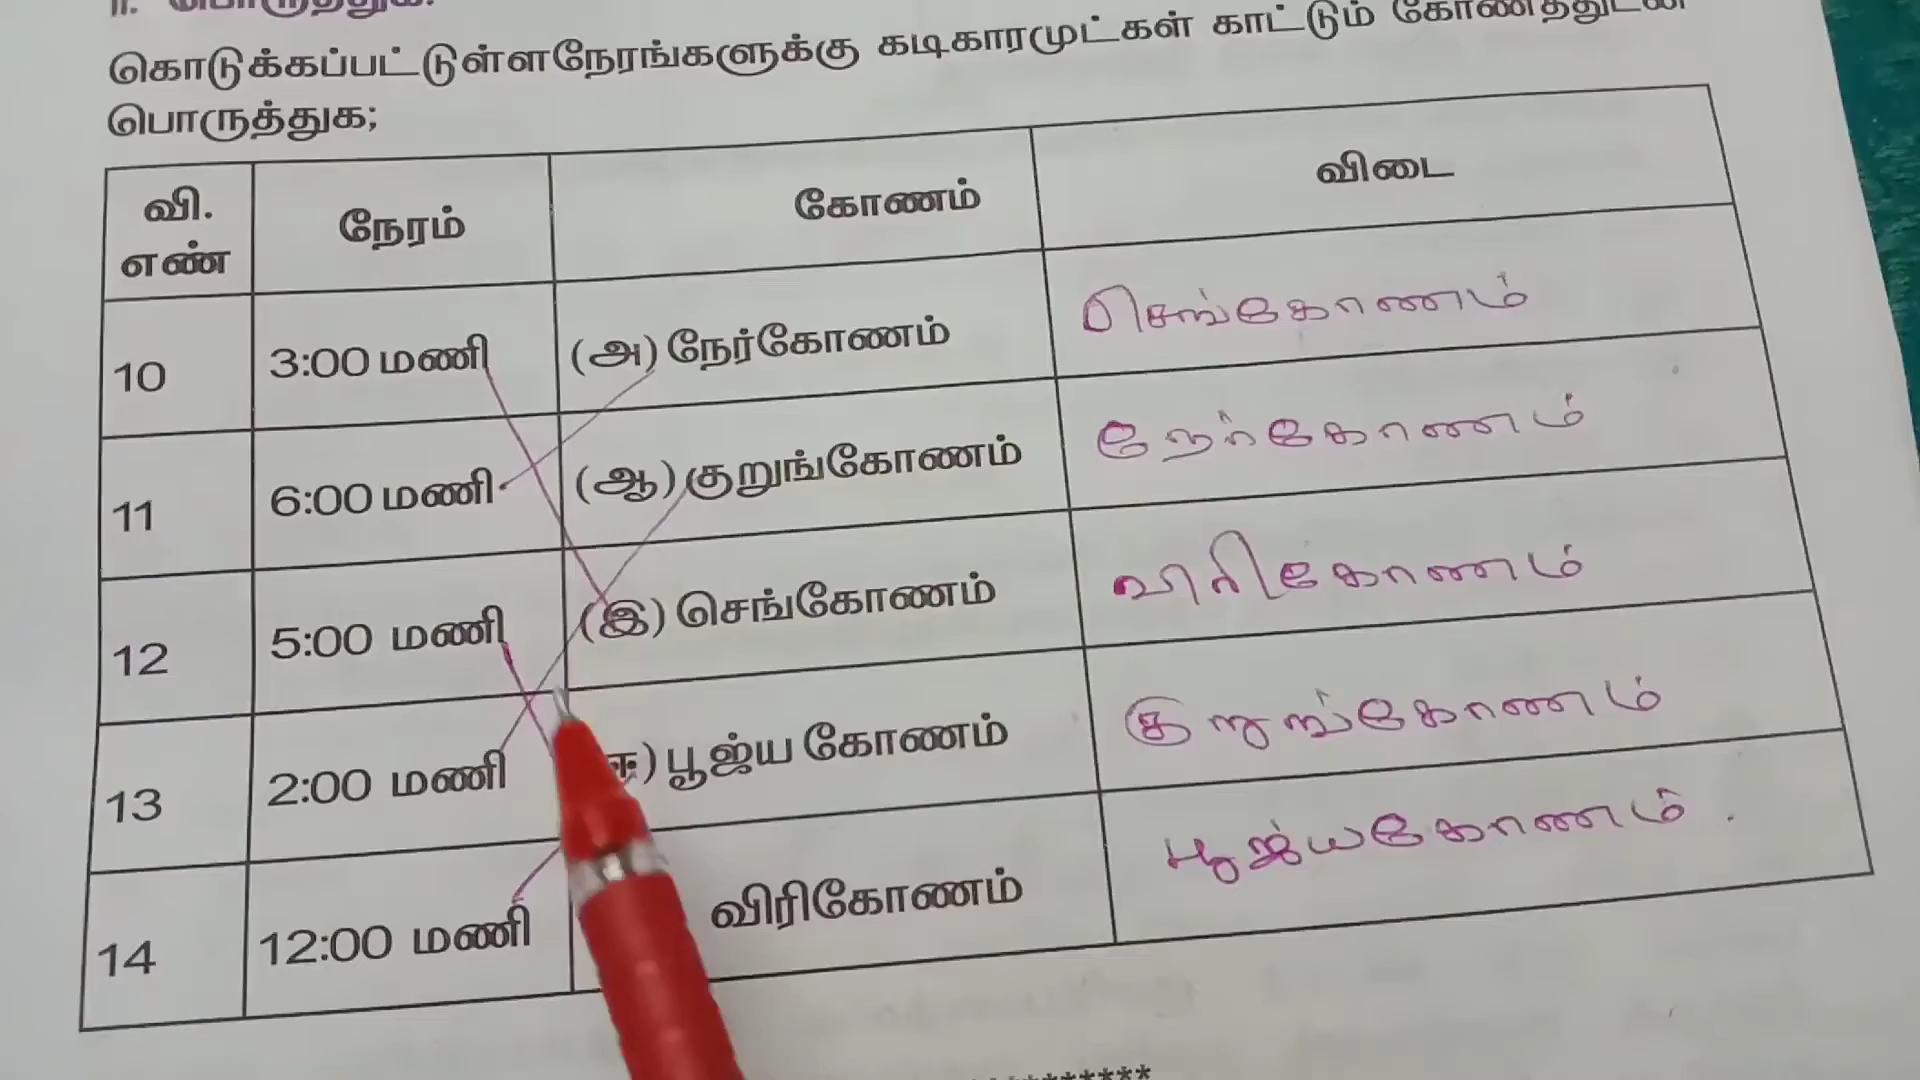 II. பொருத்துக:
கொடுக்கப்பட்டுள்ளநேரங்களுக்கு கடிகாரமுட்கள் காட்டும் கோணத்துடன்
பொருத்துக;
வி. எண் நேரம் கோணம் விடை
10 3:00 மணி (அ) நேர்கோணம் செங்கோணம்
11 6:00 மணி (ஆ) குறுங்கோணம் நேர்கோணம்
12 5:00 மணி (இ) செங்கோணம் விரிகோணம்
13 2:00 மணி (ஈ) பூஜ்ய கோணம் குறுங்கோணம்
14 12:00 மணி விரிகோணம் பூஜ்யகோணம்.
**********